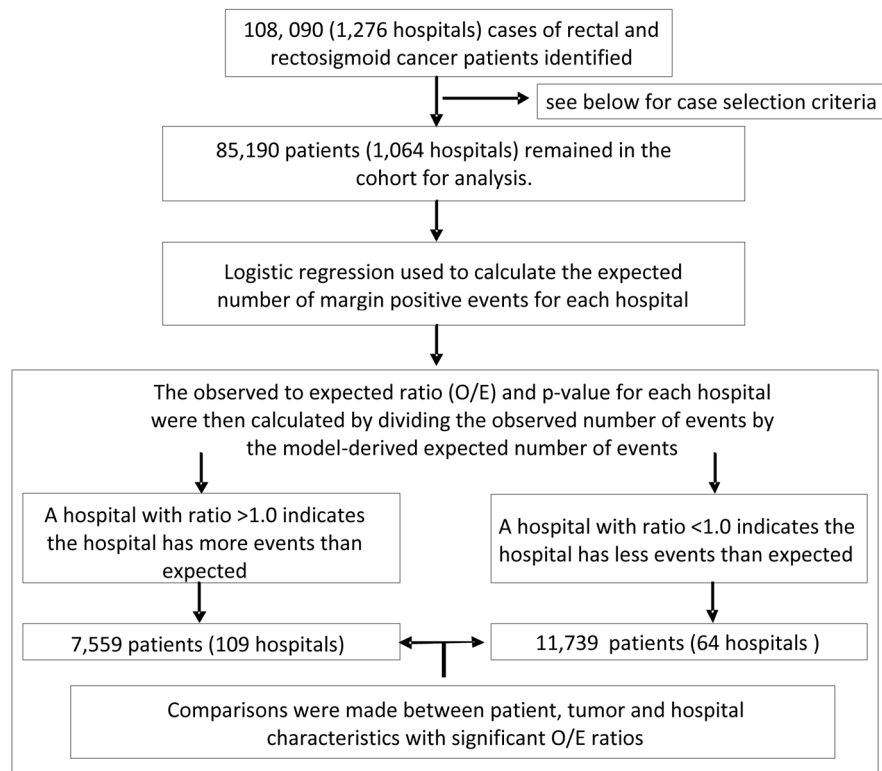 108, 090 (1,276 hospitals) cases of rectal and
rectosigmoid cancer patients identified
see below for case selection criteria
85,190 patients (1,064 hospitals) remained in the
cohort for analysis.
Logistic regression used to calculate the expected
number of margin positive events for each hospital
The observed to expected ratio (O/E) and p-value for each hospital
were then calculated by dividing the observed number of events by
the model-derived expected number of events
A hospital with ratio >1.0 indicates
the hospital has more events than
expected
A hospital with ratio <1.0 indicates the
hospital has less events than expected
7,559 patients (109 hospitals)
11,739 patients (64 hospitals )
Comparisons were made between patient, tumor and hospital
characteristics with significant O/E ratios